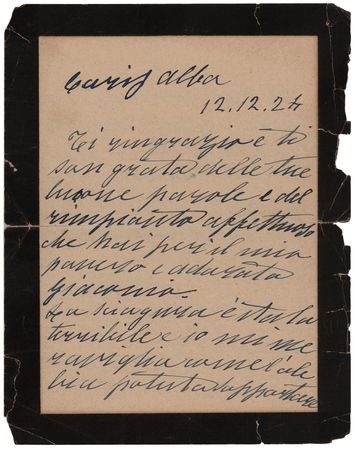 Cariss Alba
12.12.24
Ti ringrazio e ti
son grata delle tue
buone parole e del
rimpianto affettuoso
che hai per il mio
povero e adorato
Giacomo.
La sciagura è stata
terribile e io mi me
raviglio come l'ab
bia potuta sopportare